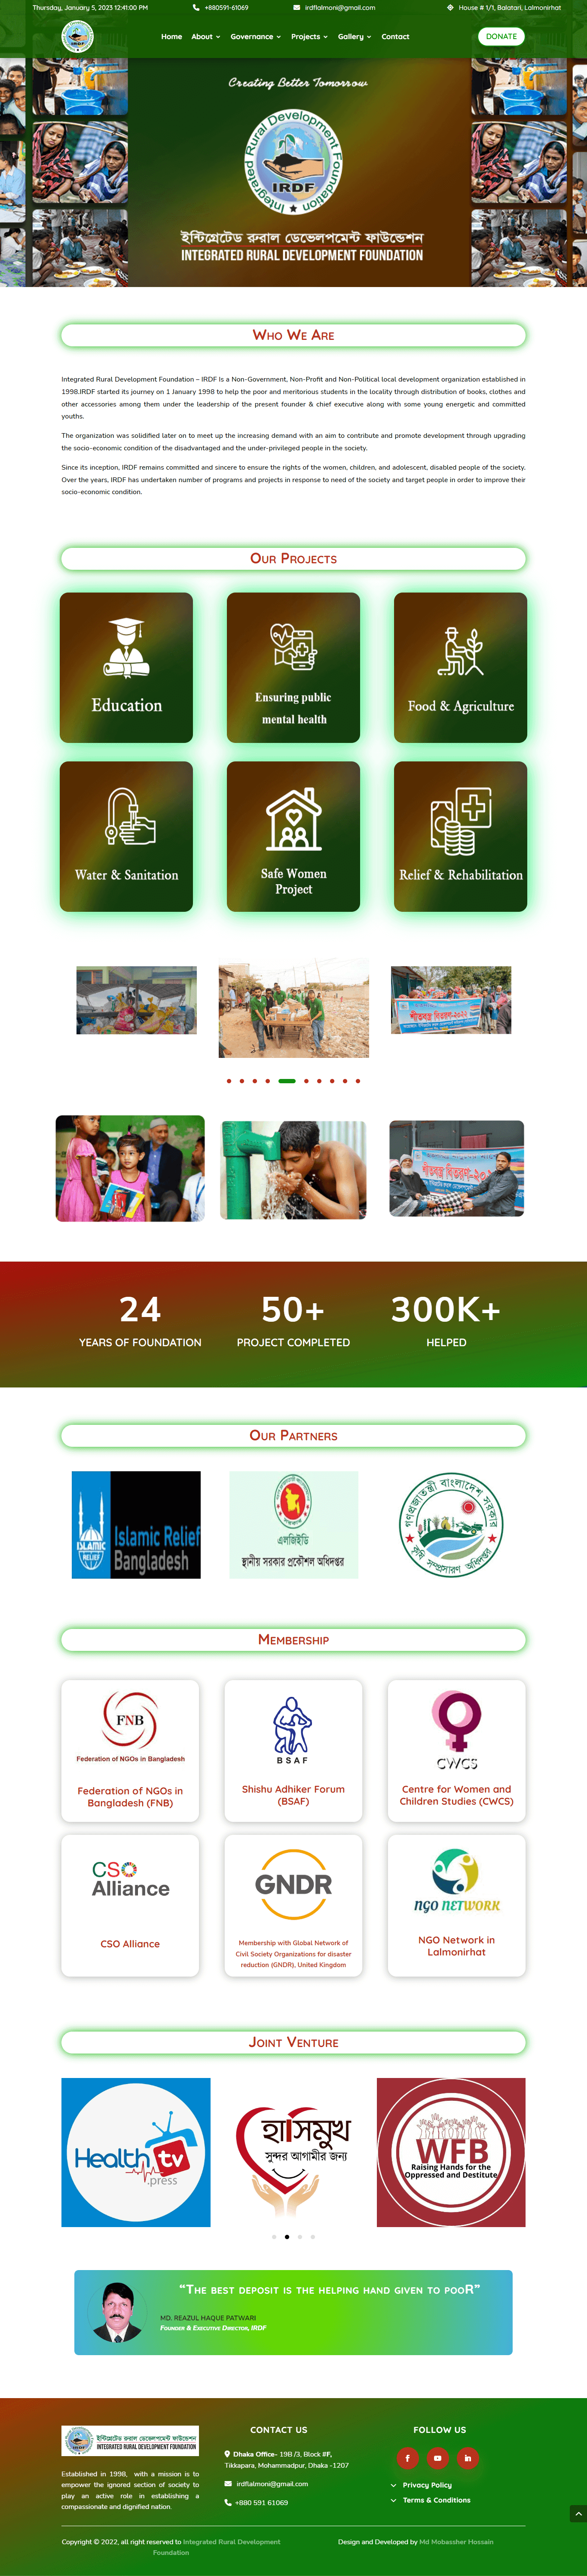 Thursday, January 5, 2023 12:41:00 PM
+880591-61069
irdflalmoni@gmail.com
House # 1/1, Balatari, Lalmonirhat
Home About Governance Projects Gallery Contact
DONATE
Creating Better Tomorrow
Integrated Rural Development Foundation
IRDF
ইন্টিগ্রেটেড রুরাল ডেভেলপমেন্ট ফাউন্ডেশন
INTEGRATED RURAL DEVELOPMENT FOUNDATION
Who We Are
Integrated Rural Development Foundation – IRDF Is a Non-Government, Non-Profit and Non-Political local development organization established in
1998.IRDF started its journey on 1 January 1998 to help the poor and meritorious students in the locality through distribution of books, clothes and
other accessories among them under the leadership of the present founder & chief executive along with some young energetic and committed
youths.
The organization was solidified later on to meet up the increasing demand with an aim to contribute and promote development through upgrading
the socio-economic condition of the disadvantaged and the under-privileged people in the society.
Since its inception, IRDF remains committed and sincere to ensure the rights of the women, children, and adolescent, disabled people of the society.
Over the years, IRDF has undertaken number of programs and projects in response to need of the society and target people in order to improve their
socio-economic condition.
Our Projects
Education
Ensuring public
mental health
Food & Agriculture
Water & Sanitation
Safe Women
Project
Relief & Rehabilitation
শীতবস্ত্র বিতরণ-২০২২
শীতবস্ত্র বিতরণ-২০২
24
YEARS OF FOUNDATION
50+
PROJECT COMPLETED
300K+
HELPED
Our Partners
ISLAMIC
RELIEF
Islamic Relief
Bangladesh
এলজিইডি
স্থানীয় সরকার প্রকৌশল অধিদপ্তর
গণপ্রজাতন্ত্রী বাংলাদেশ সরকার
কৃষি সম্প্রসারণ অধিদপ্তর
Membership
FNB
Federation of NGOs in Bangladesh
Federation of NGOs in
Bangladesh (FNB)
BSAF
Shishu Adhiker Forum
(BSAF)
CWCS
Centre for Women and
Children Studies (CWCS)
CSO
Alliance
CSO Alliance
GNDR
Membership with Global Network of
Civil Society Organizations for disaster
reduction (GNDR), United Kingdom
NGO NETWORK
NGO Network in
Lalmonirhat
Joint Venture
Health tv
.press
হাসিমুখ
সুন্দর আগামীর জন্য
WFB
Raising Hands for the
Oppressed and Destitute
“The best deposit is the helping hand given to pooR”
MD. REAZUL HAQUE PATWARI
Founder & Executive Director, IRDF
ইন্টিগ্রেটেড রুরাল ডেভেলপমেন্ট ফাউন্ডেশন
INTEGRATED RURAL DEVELOPMENT FOUNDATION
Established in 1998, with a mission is to
empower the ignored section of society to
play an active role in establishing a
compassionate and dignified nation.
CONTACT US
Dhaka Office- 19B /3, Block #F,
Tikkapara, Mohammadpur, Dhaka -1207
irdflalmoni@gmail.com
+880 591 61069
FOLLOW US
Privacy Policy
Terms & Conditions
Copyright © 2022, all right reserved to Integrated Rural Development
Foundation
Design and Developed by Md Mobassher Hossain